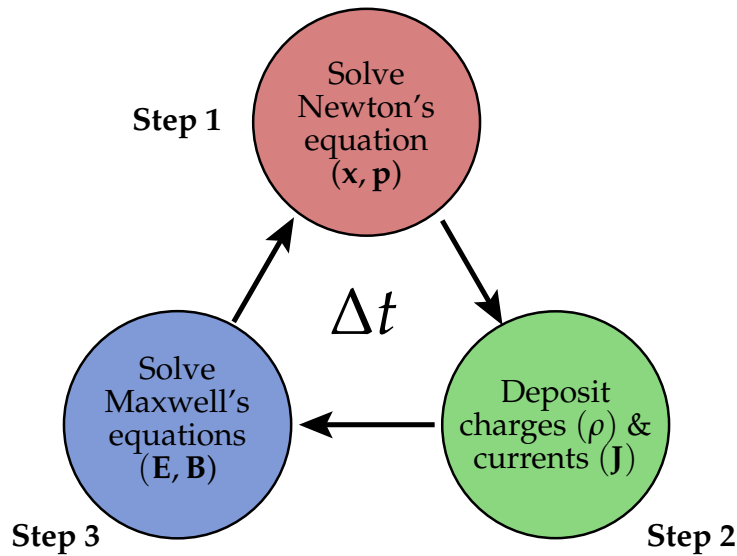 Solve
Newton's
equation
(x, p)
Step 1
Δt
Solve
Maxwell's
equations
(E, B)
Deposit
charges (ρ) &
currents (J)
Step 3
Step 2